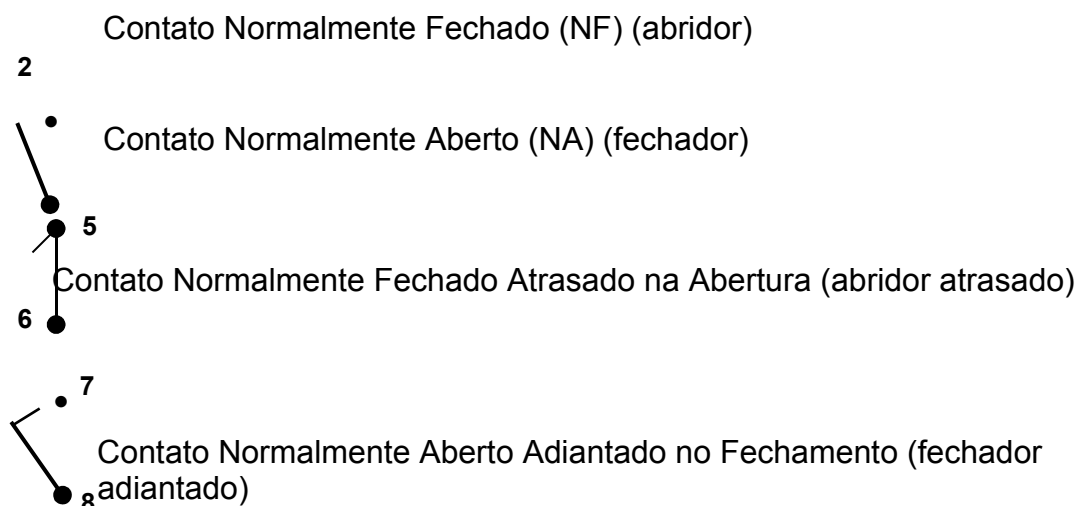 Contato Normalmente Fechado (NF) (abridor)
2
Contato Normalmente Aberto (NA) (fechador)
5
Contato Normalmente Fechado Atrasado na Abertura (abridor atrasado)
6
7
Contato Normalmente Aberto Adiantado no Fechamento (fechador
8 adiantado)